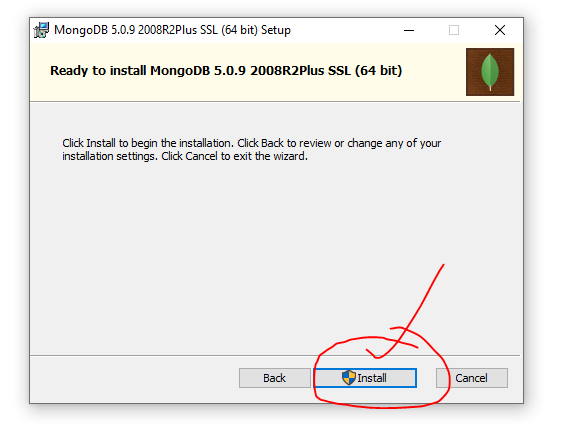 MongoDB 5.0.9 2008R2Plus SSL (64 bit) Setup
Ready to install MongoDB 5.0.9 2008R2Plus SSL (64 bit)
Click Install to begin the installation. Click Back to review or change any of your
installation settings. Click Cancel to exit the wizard.
Back Install Cancel